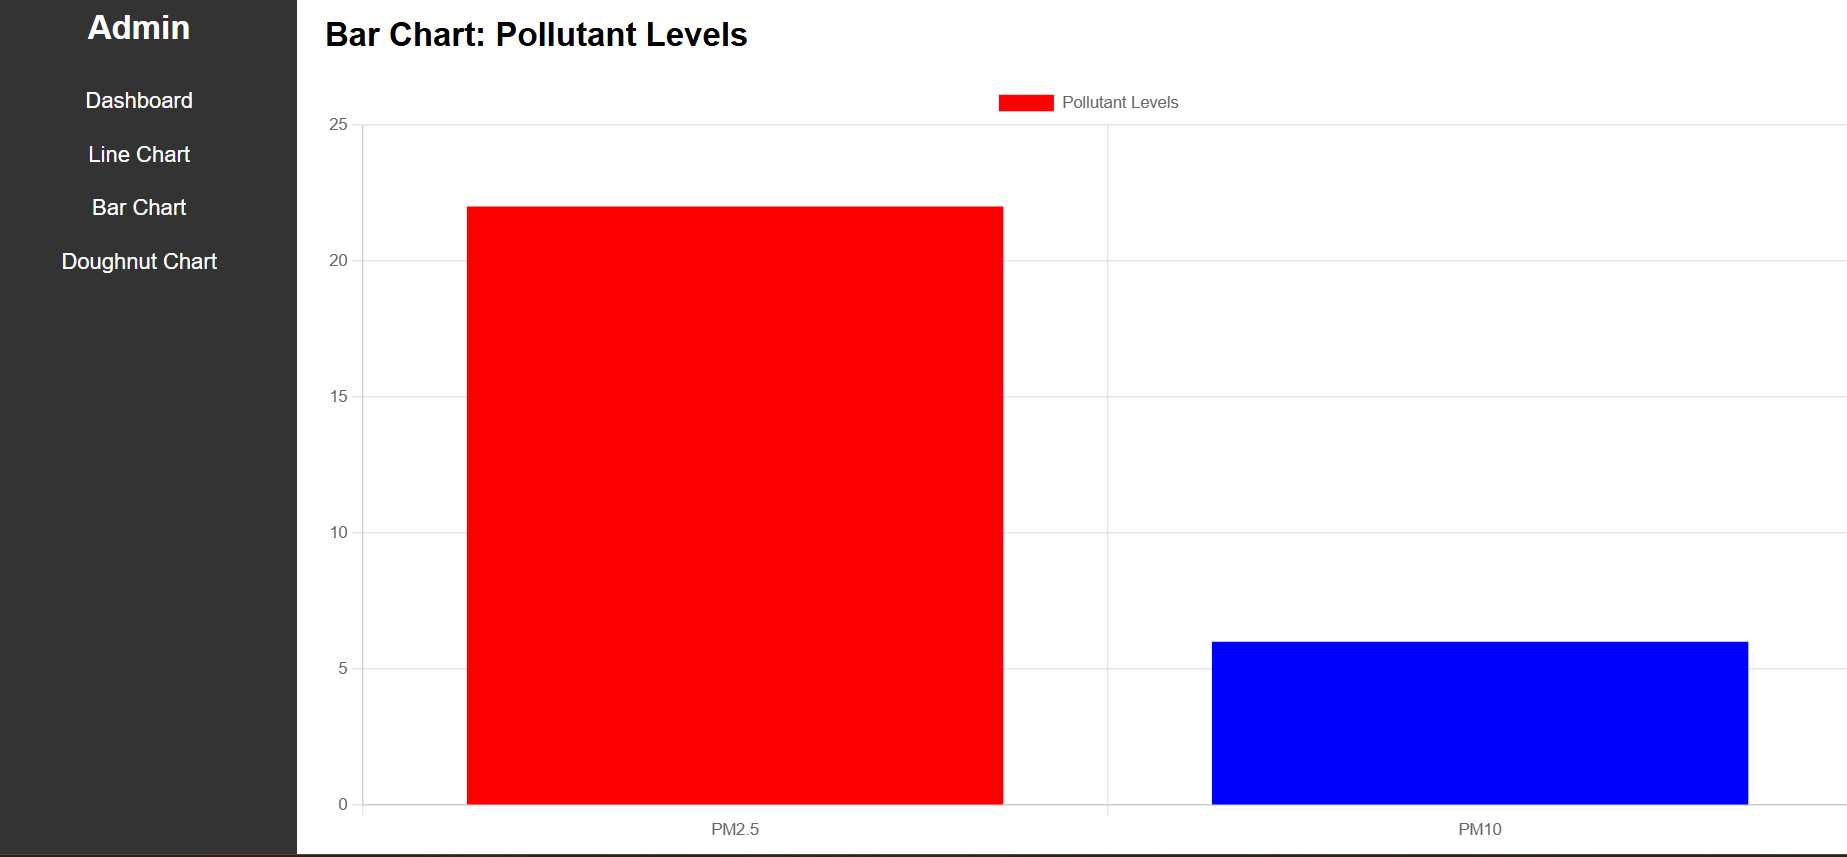 Admin
Dashboard
Line Chart
Bar Chart
Doughnut Chart
Bar Chart: Pollutant Levels
Pollutant Levels
25
20
15
10
5
0
PM2.5
PM10